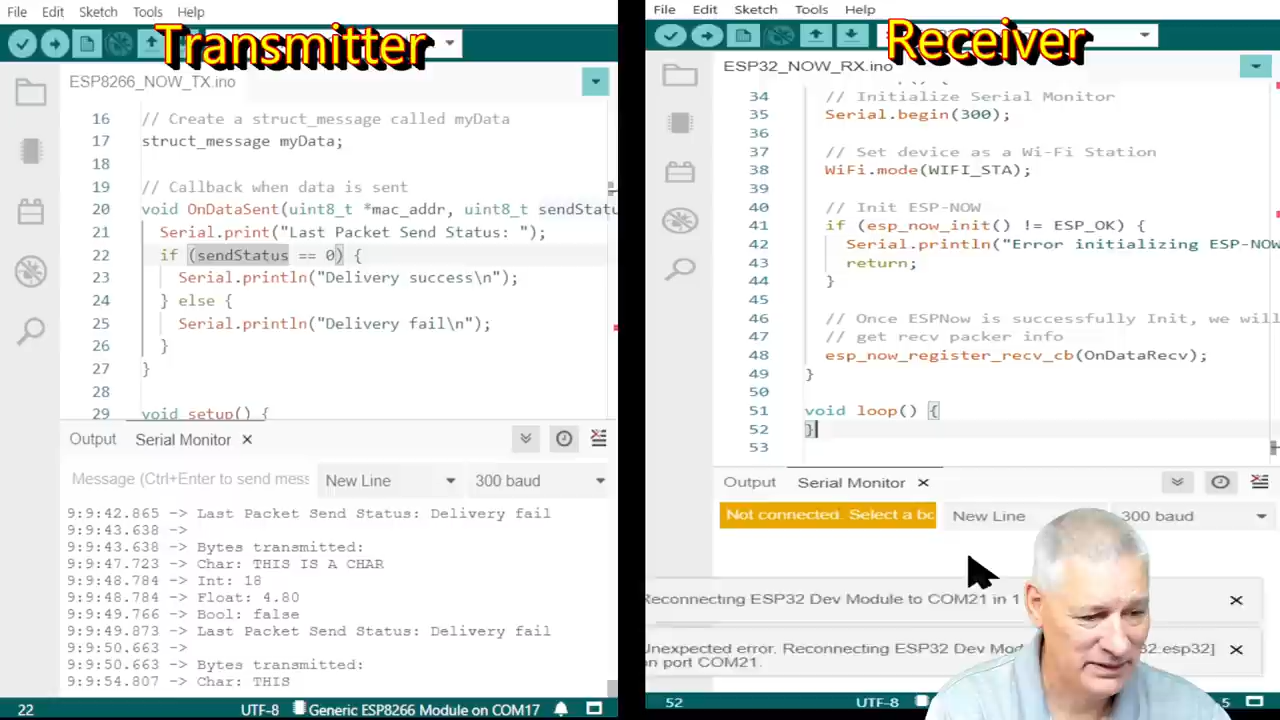 File Edit Sketch Tools Help
Transmitter
ESP8266_NOW_TX.ino
16 // Create a struct_message called myData
17 struct_message myData;
18
19 // Callback when data is sent
20 void OnDataSent(uint8_t *mac_addr, uint8_t sendStatu
21 Serial.print("Last Packet Send Status: ");
22 if (sendStatus == 0) {
23 Serial.println("Delivery success\n");
24 } else {
25 Serial.println("Delivery fail\n");
26 }
27 }
28
29 void setup() {
Output Serial Monitor
Message (Ctrl+Enter to send mess New Line 300 baud
9:9:42.865 -> Last Packet Send Status: Delivery fail
9:9:43.638 ->
9:9:43.638 -> Bytes transmitted:
9:9:47.723 -> Char: THIS IS A CHAR
9:9:48.784 -> Int: 18
9:9:48.784 -> Float: 4.80
9:9:49.766 -> Bool: false
9:9:49.873 -> Last Packet Send Status: Delivery fail
9:9:50.663 ->
9:9:50.663 -> Bytes transmitted:
9:9:54.807 -> Char: THIS
22 UTF-8 Generic ESP8266 Module on COM17
File Edit Sketch Tools Help
Receiver
ESP32_NOW_RX.ino
34 // Initialize Serial Monitor
35 Serial.begin(300);
36
37 // Set device as a Wi-Fi Station
38 WiFi.mode(WIFI_STA);
39
40 // Init ESP-NOW
41 if (esp_now_init() != ESP_OK) {
42 Serial.println("Error initializing ESP-NOW
43 return;
44 }
45
46 // Once ESPNow is successfully Init, we will
47 // get recv packer info
48 esp_now_register_recv_cb(OnDataRecv);
49 }
50
51 void loop() {
52 }
53
Output Serial Monitor
Not connected. Select a bo New Line 300 baud
Reconnecting ESP32 Dev Module to COM21 in 1
Unexpected error. Reconnecting ESP32 Dev Mod 32:esp32]
on port COM21.
52 UTF-8 5